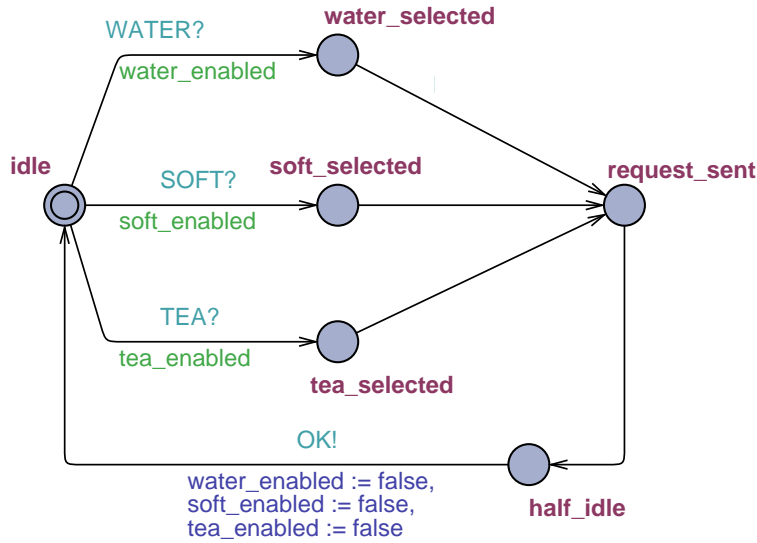 water_selected
WATER?
water_enabled
idle
SOFT?
soft_selected
request_sent
soft_enabled
TEA?
tea_enabled
tea_selected
OK!
water_enabled := false,
soft_enabled := false,
tea_enabled := false
half_idle